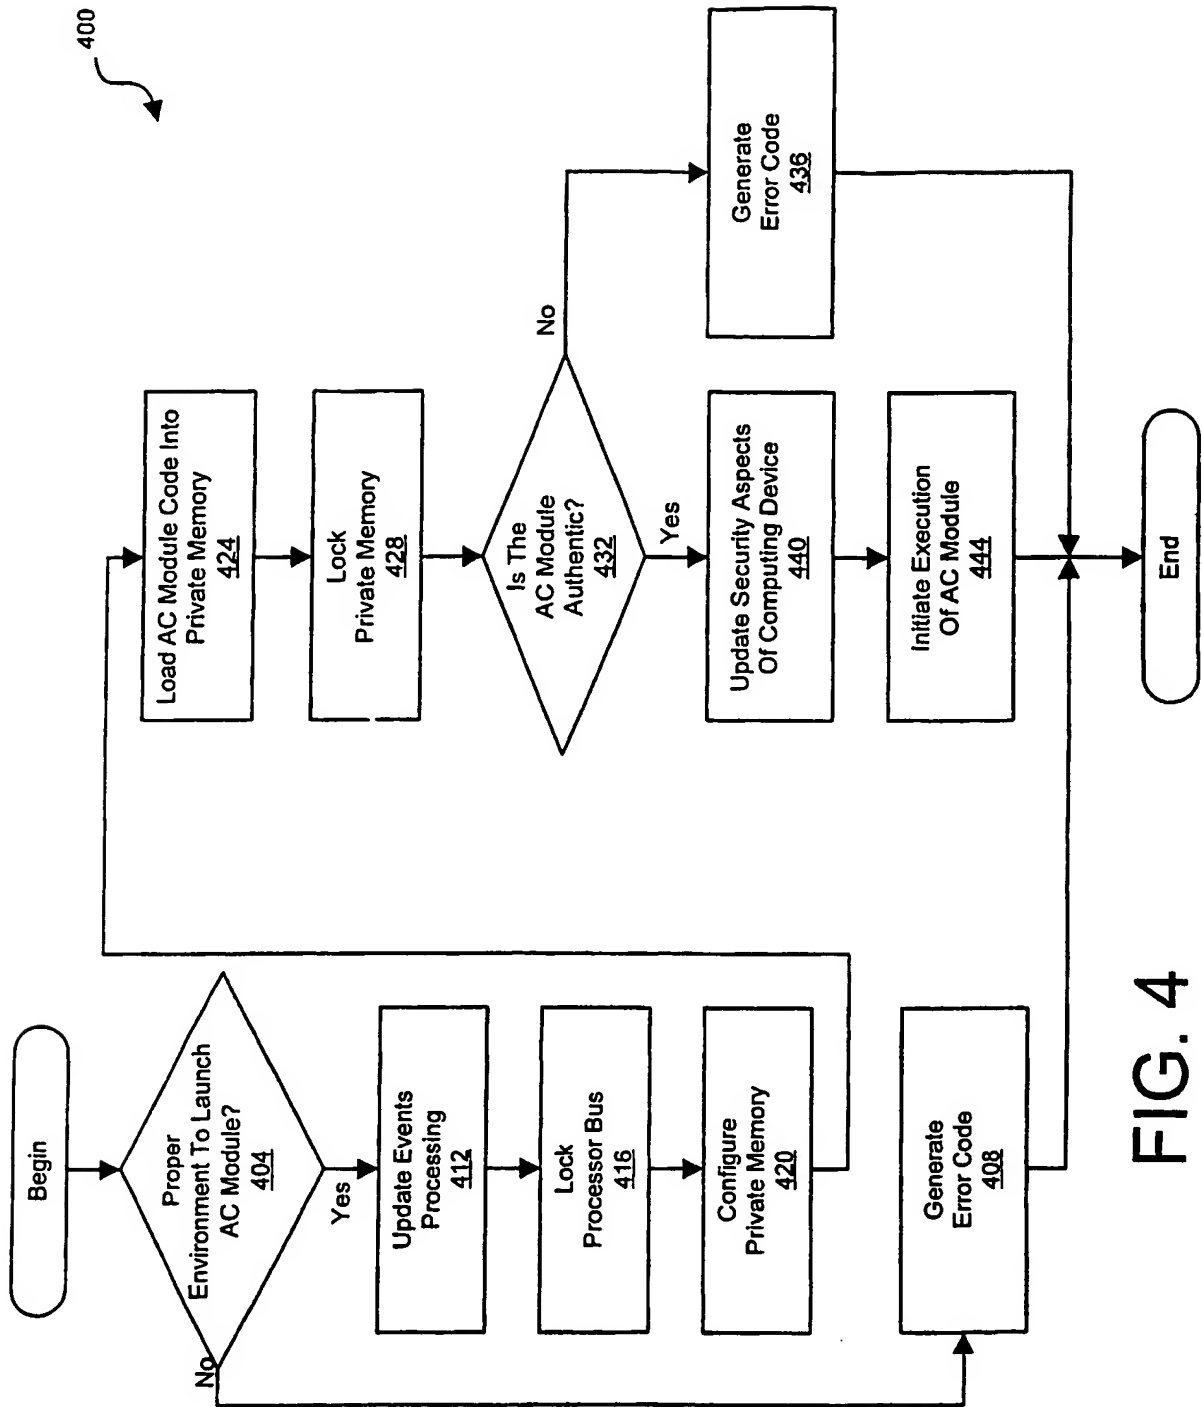 400
Begin
Proper
Environment To Launch
AC Module?
404
No
Yes
Update Events
Processing
412
Lock
Processor Bus
416
Configure
Private Memory
420
Generate
Error Code
408
Load AC Module Code Into
Private Memory
424
Lock
Private Memory
428
Is The
AC Module
Authentic?
432
No
Yes
Generate
Error Code
436
Update Security Aspects
Of Computing Device
440
Initiate Execution
Of AC Module
444
End
FIG. 4